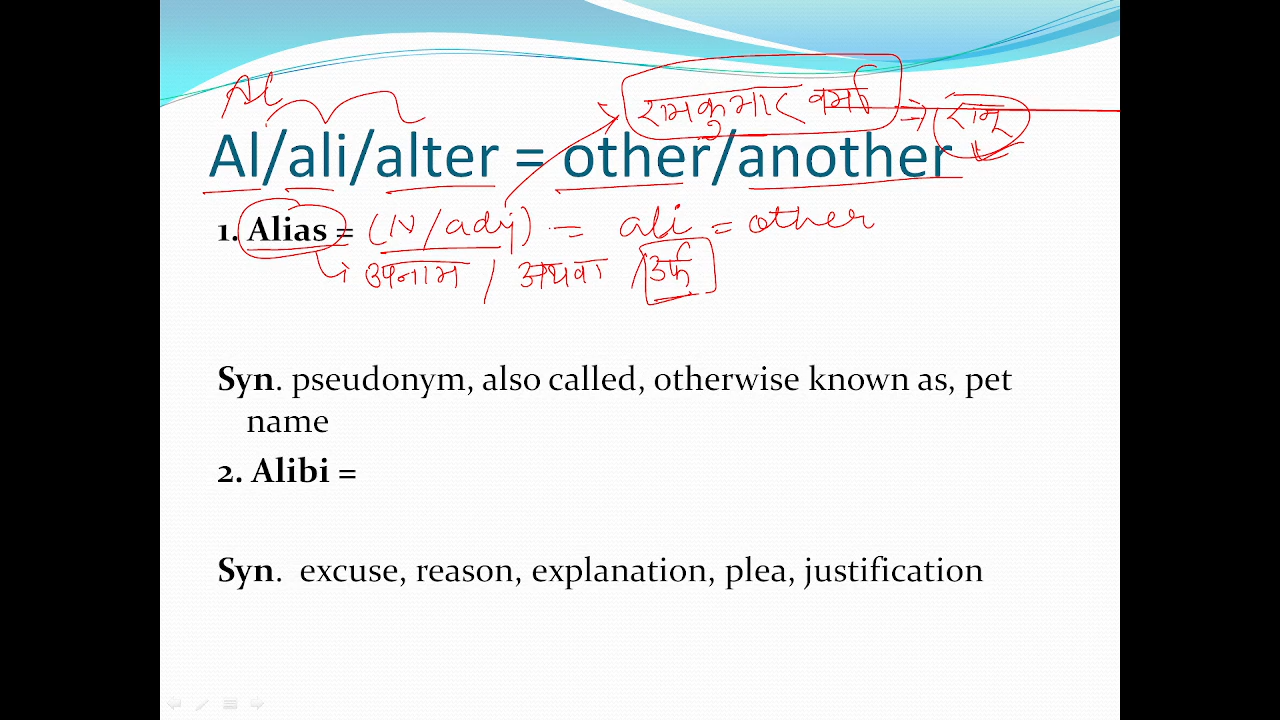 Al
रामकुमार वर्मा → रामू
Al/ali/alter = other/another
1. Alias = (N/adj) = ali = other
उपनाम / अथवा / उर्फ
Syn. pseudonym, also called, otherwise known as, pet
name
2. Alibi =
Syn. excuse, reason, explanation, plea, justification